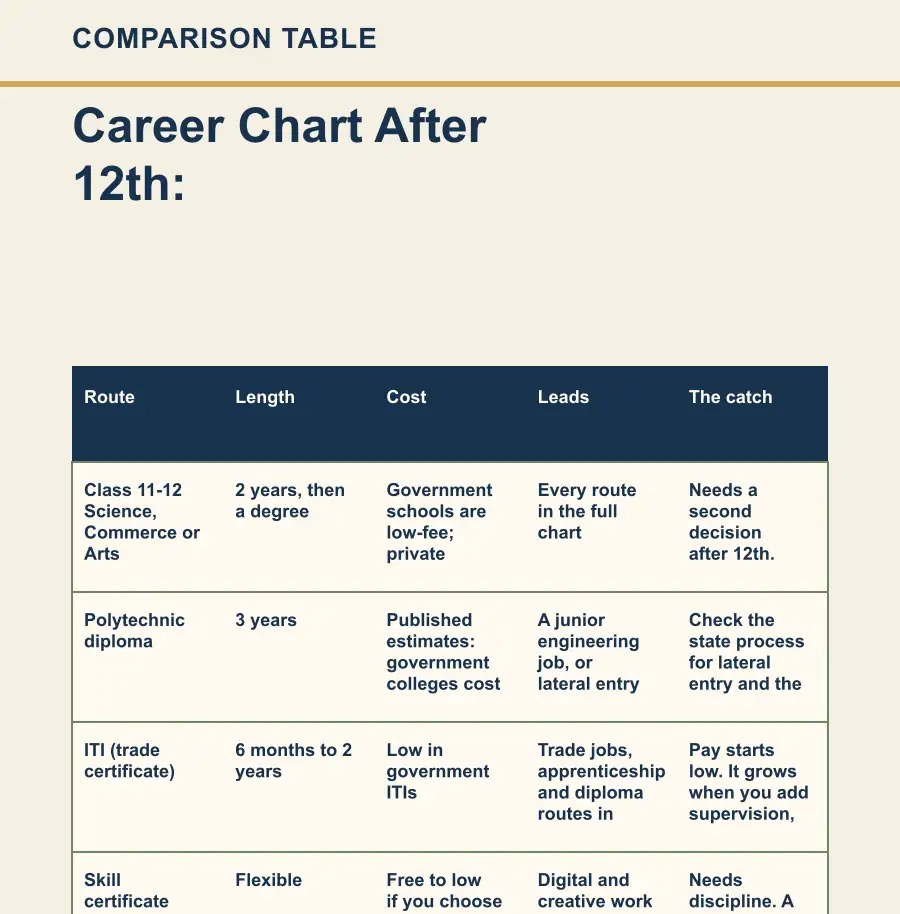 COMPARISON TABLE
Career Chart After
12th:
Route
Length
Cost
Leads
The catch
Class 11-12
Science,
Commerce or
Arts
2 years, then
a degree
Government
schools are
low-fee;
private
Every route
in the full
chart
Needs a
second
decision
after 12th.
Polytechnic
diploma
3 years
Published
estimates:
government
colleges cost
A junior
engineering
job, or
lateral entry
Check the
state process
for lateral
entry and the
ITI (trade
certificate)
6 months to 2
years
Low in
government
ITIs
Trade jobs,
apprenticeship
and diploma
routes in
Pay starts
low. It grows
when you add
supervision,
Skill
certificate
Flexible
Free to low
if you choose
Digital and
creative work
Needs
discipline. A